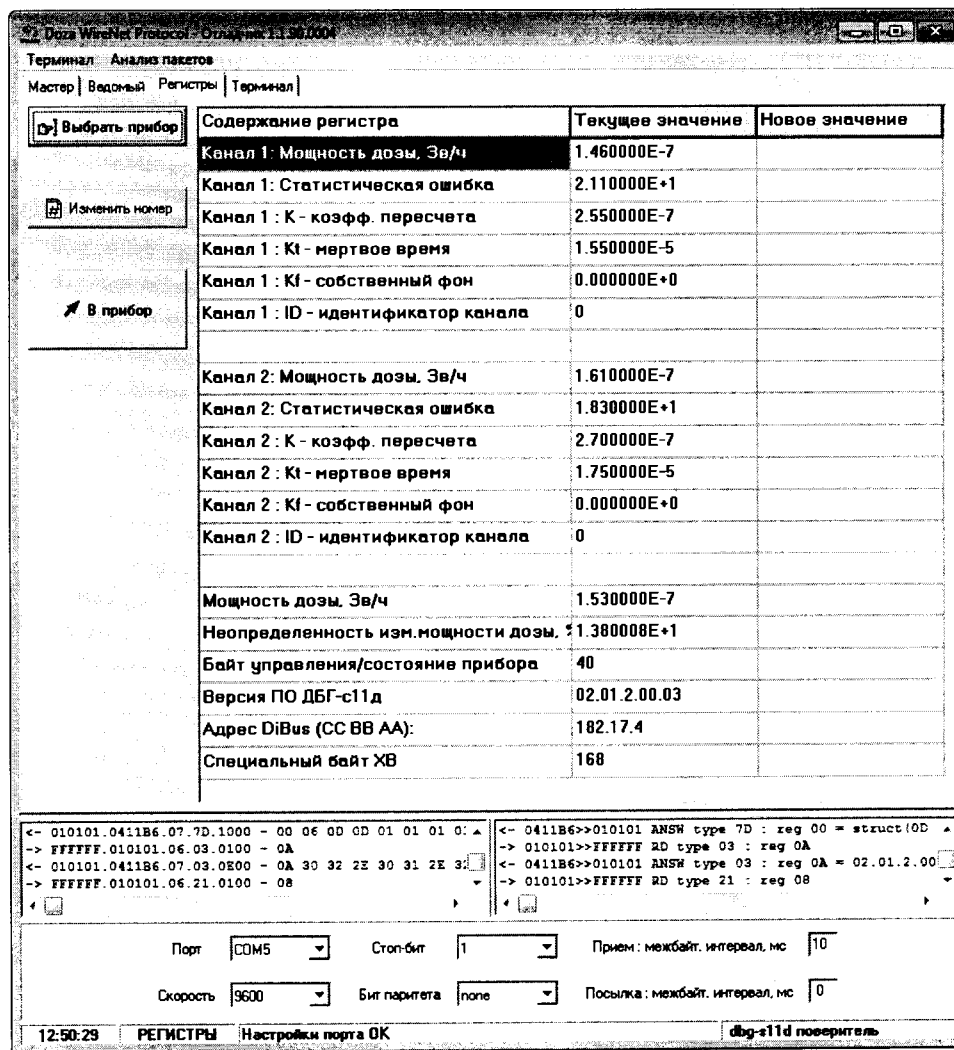 Doza WireNet Protocol - Отладчик 1.1.90.0004
Терминал Анализ пакетов
Мастер Ведомый Регистры Терминал
Выбрать прибор
Изменить номер
В прибор
Содержание регистра Текущее значение Новое значение
Канал 1: Мощность дозы, Зв/ч 1.460000E-7
Канал 1: Статистическая ошибка 2.110000E+1
Канал 1 : К - коэфф. пересчета 2.550000E-7
Канал 1 : Kt - мертвое время 1.550000E-5
Канал 1 : Kf - собственный фон 0.000000E+0
Канал 1 : ID - идентификатор канала 0
Канал 2: Мощность дозы, Зв/ч 1.610000E-7
Канал 2: Статистическая ошибка 1.830000E+1
Канал 2 : К - коэфф. пересчета 2.700000E-7
Канал 2 : Kt - мертвое время 1.750000E-5
Канал 2 : Kf - собственный фон 0.000000E+0
Канал 2 : ID - идентификатор канала 0
Мощность дозы, Зв/ч 1.530000E-7
Неопределенность изм.мощности дозы, 1.380008E+1
Байт управления/состояние прибора 40
Версия ПО ДБГ-с11д 02.01.2.00.03
Адрес DiBus (CC BB AA): 182.17.4
Специальный байт XB 168
<- 010101.0411B6.07.7D.1000 - 00 06 0D 0D 01 01 01
-> FFFFFF.010101.06.03.0100 - 0A
<- 010101.0411B6.07.03.0E00 - 0A 30 32 2E 30 31 2E
-> FFFFFF.010101.06.21.0100 - 08
<- 0411B6>>010101 ANSW type 7D : reg 00 = struct(0D
-> 010101>>FFFFFF RD type 03 : reg 0A
<- 0411B6>>010101 ANSW type 03 : reg 0A = 02.01.2.00
-> 010101>>FFFFFF RD type 21 : reg 08
Порт COM5 Стоп-бит 1 Прием : межбайт. интервал, мс 10
Скорость 9600 Бит паритета none Посылка : межбайт. интервал, мс 0
12:50:29 РЕГИСТРЫ Настройки порта OK dbg-s11d поверитель